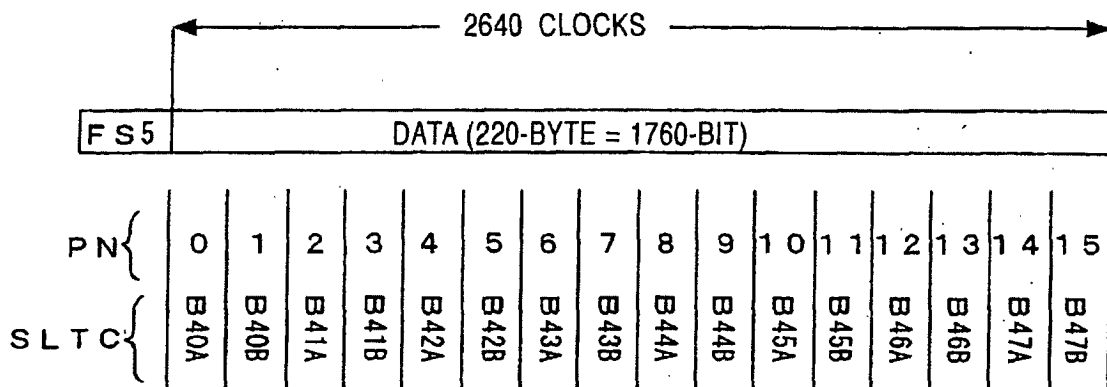 2640 CLOCKS
FS5 DATA (220-BYTE = 1760-BIT)
PN{ 0 1 2 3 4 5 6 7 8 9 10 11 12 13 14 15
SLTC{ B40A B40B B41A B41B B42A B42B B43A B43B B44A B44B B45A B45B B46A B46B B47A B47B